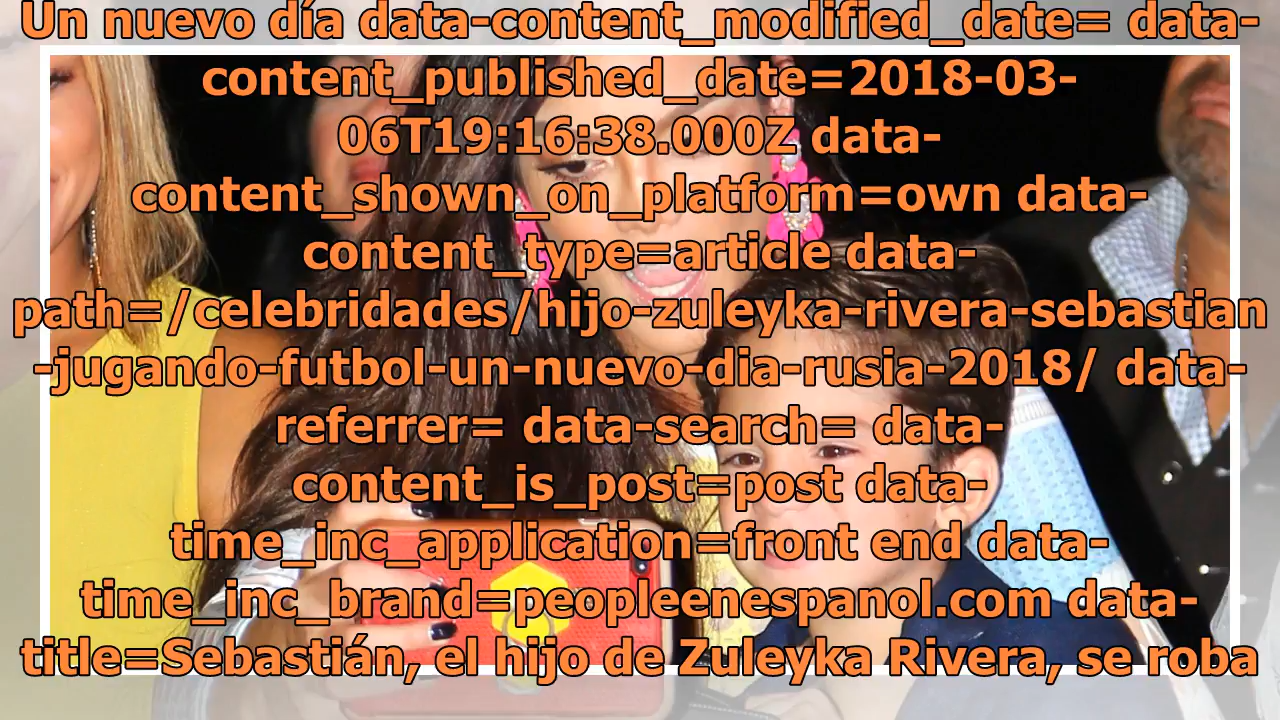 Un nuevo día data-content_modified_date= data-
content_published_date=2018-03-
06T19:16:38.000Z data-
content_shown_on_platform=own data-
content_type=article data-
path=/celebridades/hijo-zuleyka-rivera-sebastian
-jugando-futbol-un-nuevo-dia-rusia-2018/ data-
referrer= data-search= data-
content_is_post=post data-
time_inc_application=front end data-
time_inc_brand=peopleenespanol.com data-
title=Sebastián, el hijo de Zuleyka Rivera, se roba